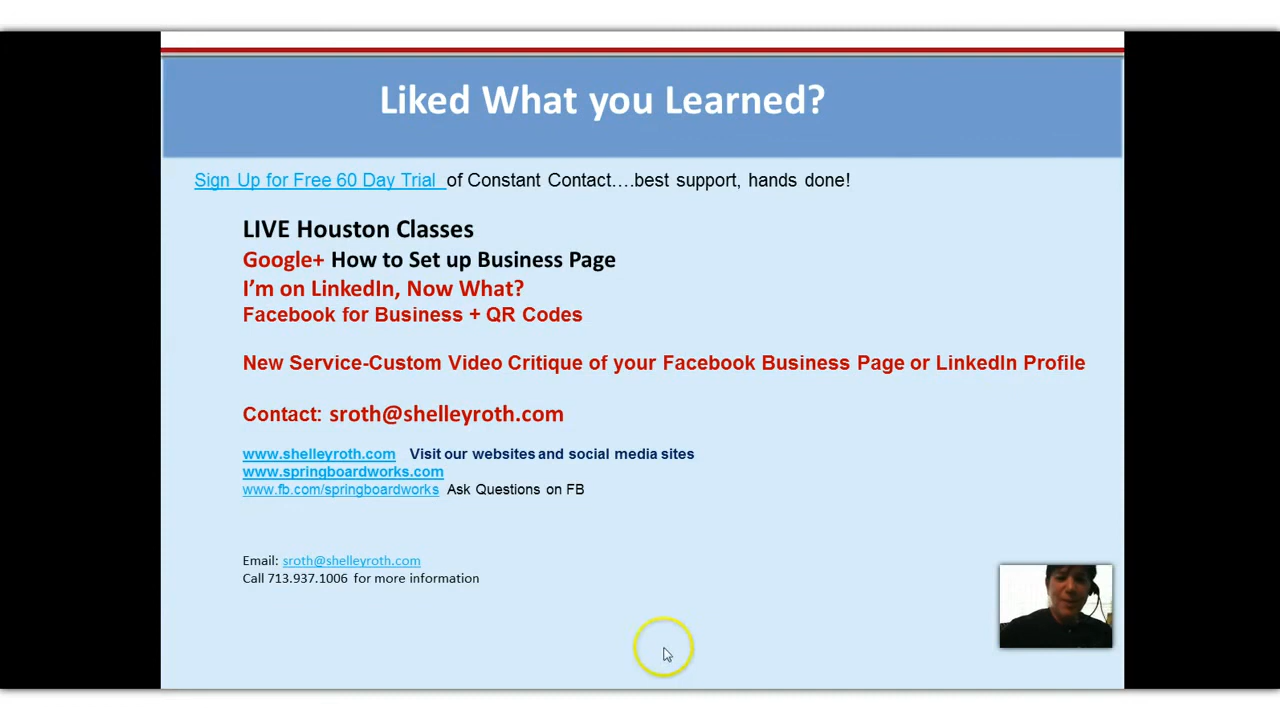 Liked What you Learned?
Sign Up for Free 60 Day Trial of Constant Contact....best support, hands done!
LIVE Houston Classes
Google+ How to Set up Business Page
I'm on LinkedIn, Now What?
Facebook for Business + QR Codes
New Service-Custom Video Critique of your Facebook Business Page or LinkedIn Profile
Contact: sroth@shelleyroth.com
www.shelleyroth.com Visit our websites and social media sites
www.springboardworks.com
www.fb.com/springboardworks Ask Questions on FB
Email: sroth@shelleyroth.com
Call 713.937.1006 for more information